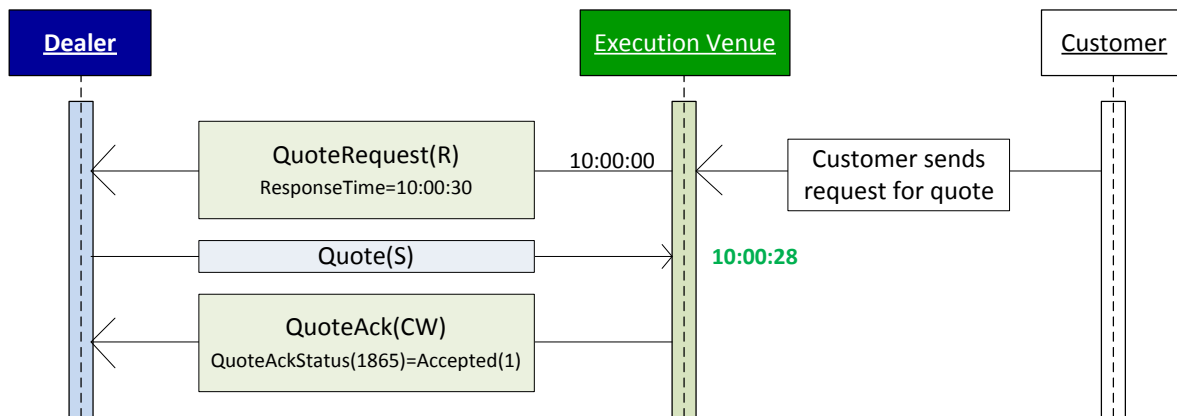 Dealer
Execution Venue
Customer
QuoteRequest(R)
ResponseTime=10:00:30
10:00:00
Customer sends
request for quote
Quote(S)
10:00:28
QuoteAck(CW)
QuoteAckStatus(1865)=Accepted(1)